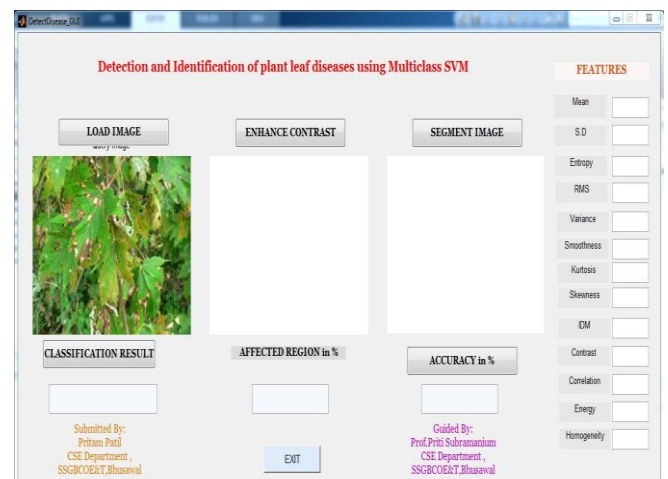 DetectDisease_GUI
Detection and Identification of plant leaf diseases using Multiclass SVM
FEATURES
LOAD IMAGE
ENHANCE CONTRAST
SEGMENT IMAGE
Query Image
Mean
S.D
Entropy
RMS
Variance
Smoothness
Kurtosis
Skewness
IDM
Contrast
Correlation
Energy
Homogeneity
CLASSIFICATION RESULT
AFFECTED REGION in %
ACCURACY in %
Submitted By:
Pritam Patil
CSE Department ,
SSGBCOE&T,Bhusawal
EXIT
Guided By:
Prof.Priti Subramanium
CSE Department ,
SSGBCOE&T,Bhusawal